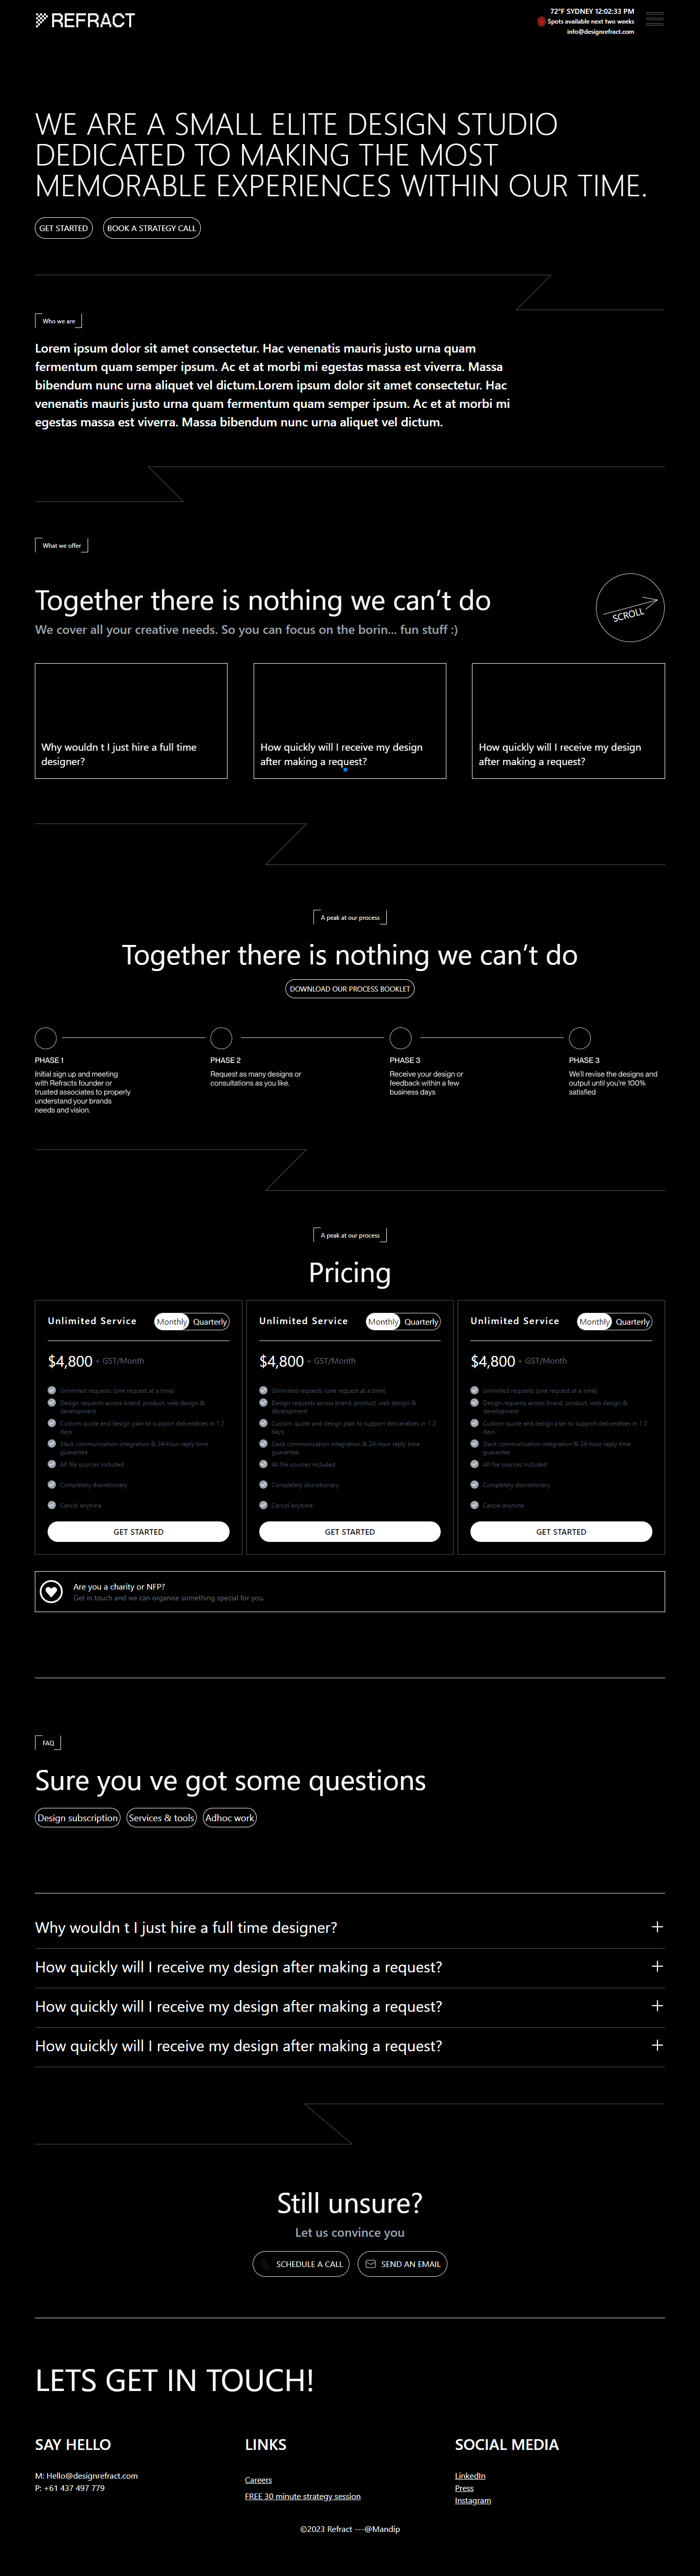 REFRACT
72°F SYDNEY 12:02:33 PM
Spots available next two weeks
info@designrefract.com
WE ARE A SMALL ELITE DESIGN STUDIO
DEDICATED TO MAKING THE MOST
MEMORABLE EXPERIENCES WITHIN OUR TIME.
GET STARTED
BOOK A STRATEGY CALL
Who we are
Lorem ipsum dolor sit amet consectetur. Hac venenatis mauris justo urna quam
fermentum quam semper ipsum. Ac et at morbi mi egestas massa est viverra. Massa
bibendum nunc urna aliquet vel dictum.Lorem ipsum dolor sit amet consectetur. Hac
venenatis mauris justo urna quam fermentum quam semper ipsum. Ac et at morbi mi
egestas massa est viverra. Massa bibendum nunc urna aliquet vel dictum.
What we offer
Together there is nothing we can’t do
We cover all your creative needs. So you can focus on the borin... fun stuff :)
SCROLL
Why wouldn t I just hire a full time
designer?
How quickly will I receive my design
after making a request?
How quickly will I receive my design
after making a request?
A peak at our process
Together there is nothing we can’t do
DOWNLOAD OUR PROCESS BOOKLET
PHASE 1
Initial sign up and meeting
with Refracts founder or
trusted associates to properly
understand your brands
needs and vision.
PHASE 2
Request as many designs or
consultations as you like.
PHASE 3
Receive your design or
feedback within a few
business days
PHASE 3
We'll revise the designs and
output until you're 100%
satisfied
A peak at our process
Pricing
Unlimited Service
Monthly Quarterly
$4,800 + GST/Month
Unlimited requests (one request at a time)
Design requests across brand, product, web design &
development
Custom quote and design plan to support deliverables in 1 2
days
Slack communication integration & 24-hour reply time
guarantee
All file sources included
Completely discretionary
Cancel anytime
GET STARTED
Unlimited Service
Monthly Quarterly
$4,800 + GST/Month
Unlimited requests (one request at a time)
Design requests across brand, product, web design &
development
Custom quote and design plan to support deliverables in 1 2
days
Slack communication integration & 24-hour reply time
guarantee
All file sources included
Completely discretionary
Cancel anytime
GET STARTED
Unlimited Service
Monthly Quarterly
$4,800 + GST/Month
Unlimited requests (one request at a time)
Design requests across brand, product, web design &
development
Custom quote and design plan to support deliverables in 1 2
days
Slack communication integration & 24-hour reply time
guarantee
All file sources included
Completely discretionary
Cancel anytime
GET STARTED
Are you a charity or NFP?
Get in touch and we can organise something special for you.
FAQ
Sure you ve got some questions
Design subscription
Services & tools
Adhoc work
Why wouldn t I just hire a full time designer?
How quickly will I receive my design after making a request?
How quickly will I receive my design after making a request?
How quickly will I receive my design after making a request?
Still unsure?
Let us convince you
SCHEDULE A CALL
SEND AN EMAIL
LETS GET IN TOUCH!
SAY HELLO
M: Hello@designrefract.com
P: +61 437 497 779
LINKS
Careers
FREE 30 minute strategy session
SOCIAL MEDIA
LinkedIn
Press
Instagram
©2023 Refract ---@Mandip